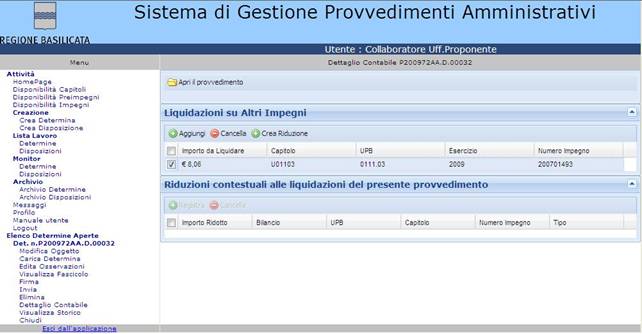 Sistema di Gestione Provvedimenti Amministrativi
REGIONE BASILICATA
Utente : Collaboratore Uff.Proponente
Menu
Dettaglio Contabile P200972AA.D.00032
Attività
HomePage
Disponibilità Capitoli
Disponibilità Preimpegni
Disponibilità Impegni
Creazione
Crea Determina
Crea Disposizione
Lista Lavoro
Determine
Disposizioni
Monitor
Determine
Disposizioni
Archivio
Archivio Determine
Archivio Disposizioni
Messaggi
Profilo
Manuale utente
Logout
Elenco Determine Aperte
Det. n.P200972AA.D.00032
Modifica Oggetto
Carica Determina
Edita Osservazioni
Visualizza Fascicolo
Firma
Invia
Elimina
Dettaglio Contabile
Visualizza Storico
Chiudi
Esci dall'applicazione
Apri il provvedimento
Liquidazioni su Altri Impegni
Aggiungi Cancella Crea Riduzione
Importo da Liquidare Capitolo UPB Esercizio Numero Impegno
€ 8,06 U01103 0111.03 2009 200701493
Riduzioni contestuali alle liquidazioni del presente provvedimento
Registra Cancella
Importo Ridotto Bilancio UPB Capitolo Numero Impegno Tipo